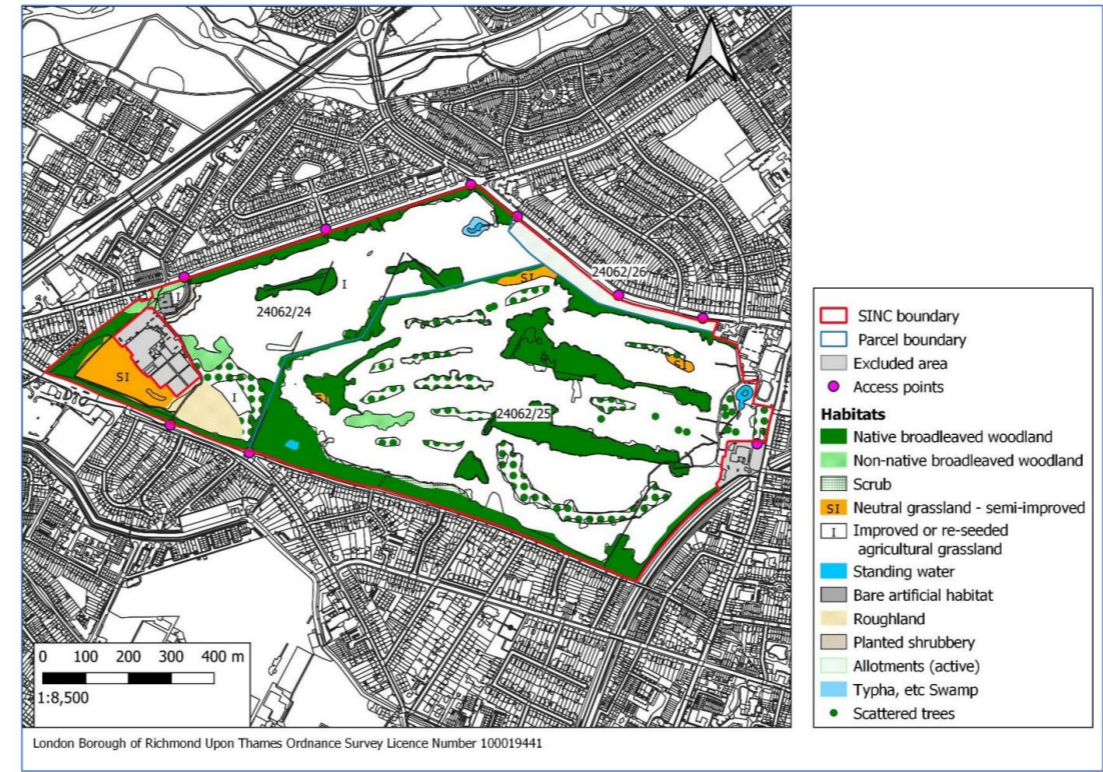 24062/26
SI
I
24062/24
I
SI
SI
I
SI
24062/25
0 100 200 300 400 m
1:8,500
SINC boundary
Parcel boundary
Excluded area
Access points
Habitats
Native broadleaved woodland
Non-native broadleaved woodland
Scrub
SI Neutral grassland - semi-improved
I Improved or re-seeded
agricultural grassland
Standing water
Bare artificial habitat
Roughland
Planted shrubbery
Allotments (active)
Typha, etc Swamp
Scattered trees
London Borough of Richmond Upon Thames Ordnance Survey Licence Number 100019441